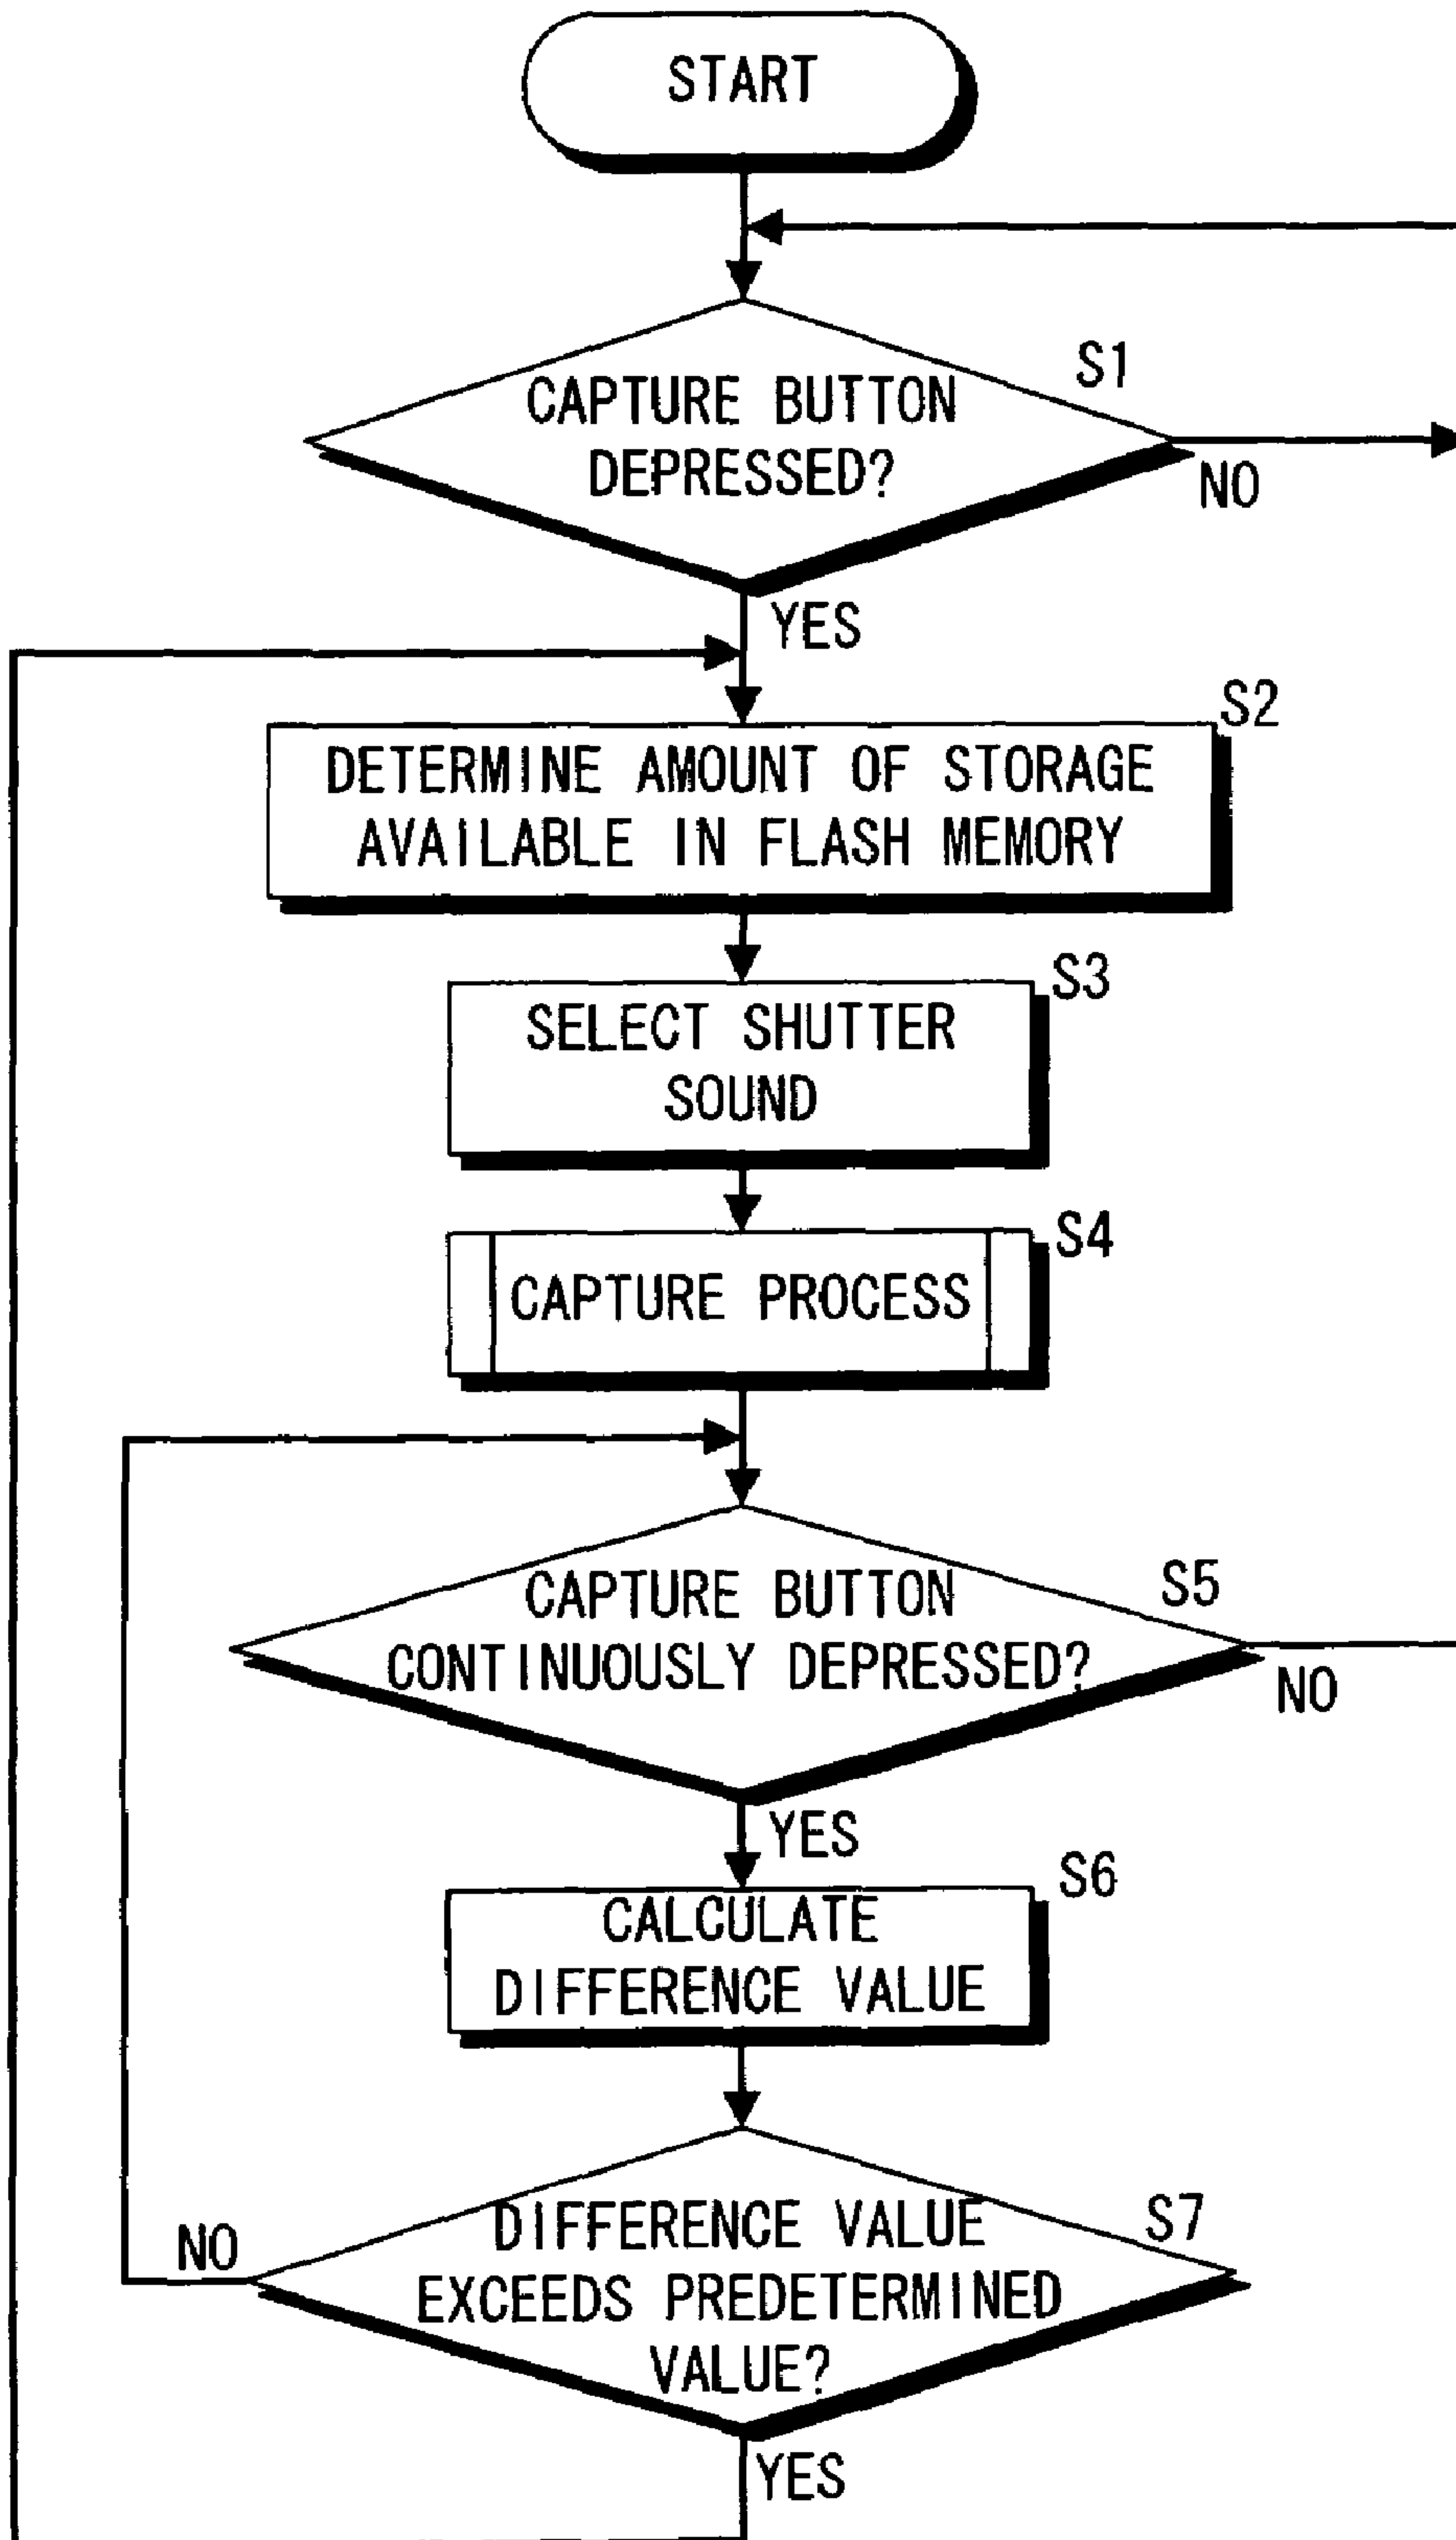 START
CAPTURE BUTTON
DEPRESSED?
S1
NO
YES
S2
DETERMINE AMOUNT OF STORAGE
AVAILABLE IN FLASH MEMORY
S3
SELECT SHUTTER
SOUND
S4
CAPTURE PROCESS
CAPTURE BUTTON
CONTINUOUSLY DEPRESSED?
S5
NO
YES
S6
CALCULATE
DIFFERENCE VALUE
DIFFERENCE VALUE
EXCEEDS PREDETERMINED
VALUE?
S7
NO
YES